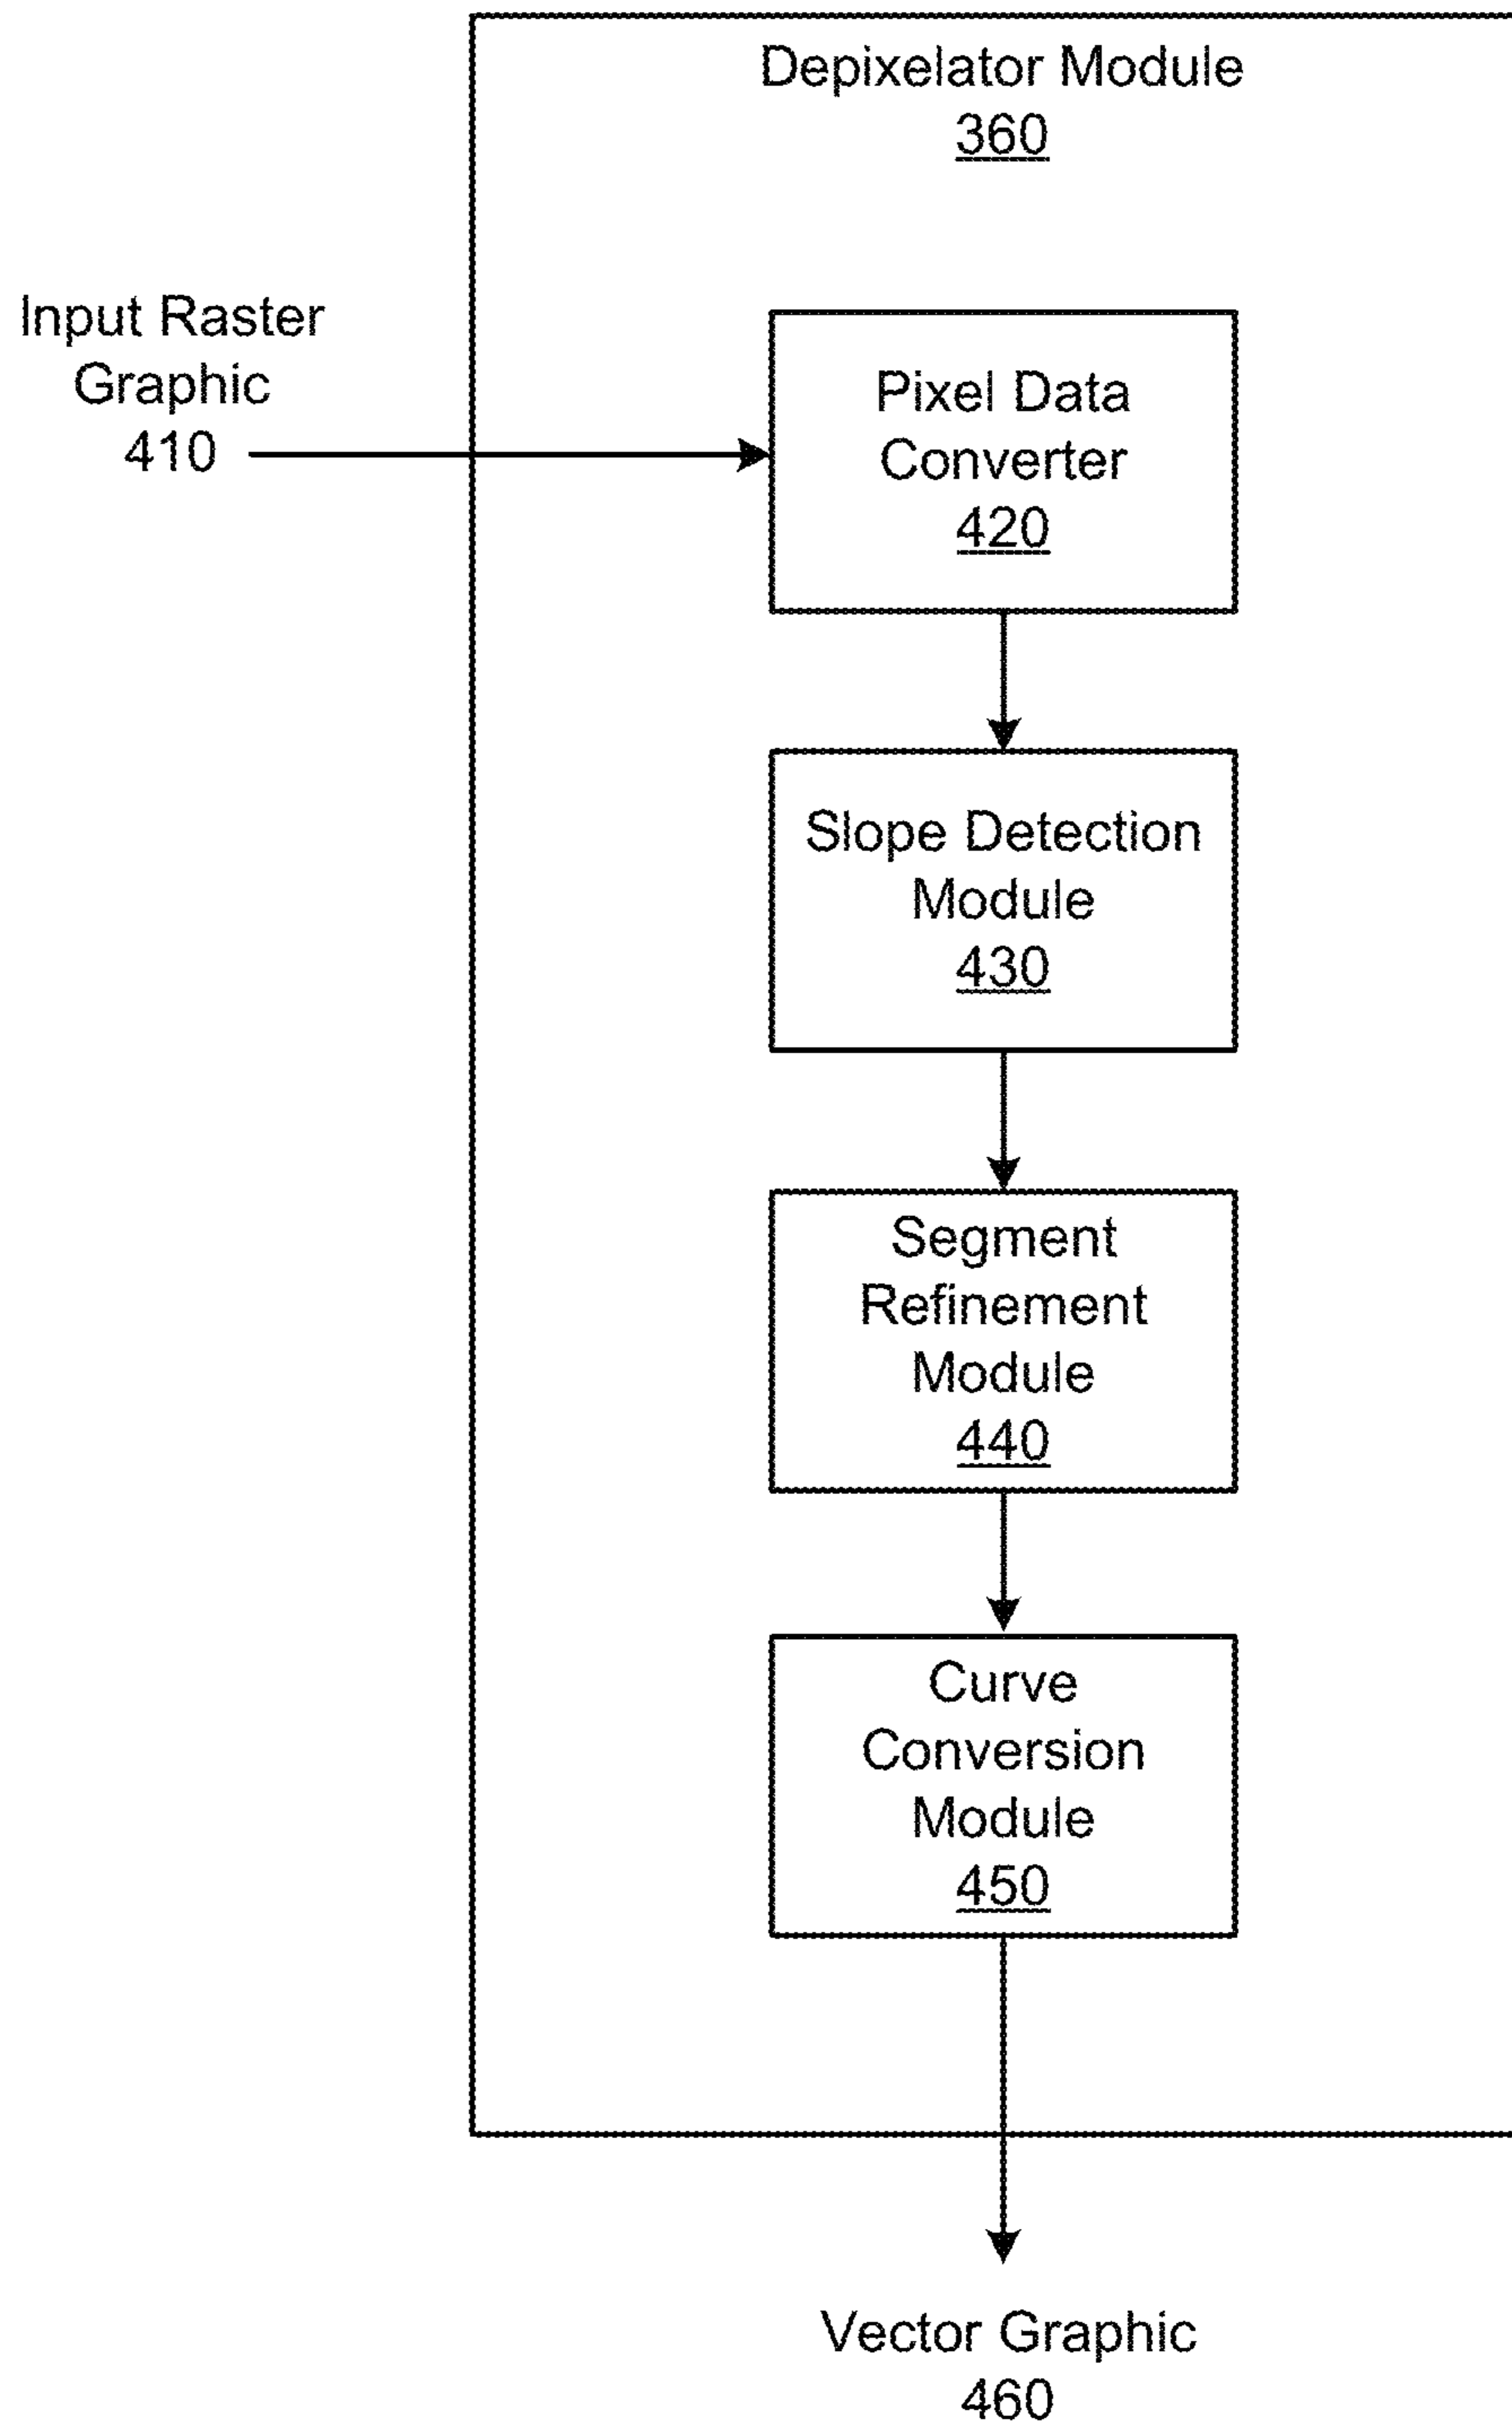 Depixelator Module
360
Input Raster
Graphic
410
Pixel Data
Converter
420
Slope Detection
Module
430
Segment
Refinement
Module
440
Curve
Conversion
Module
450
Vector Graphic
460